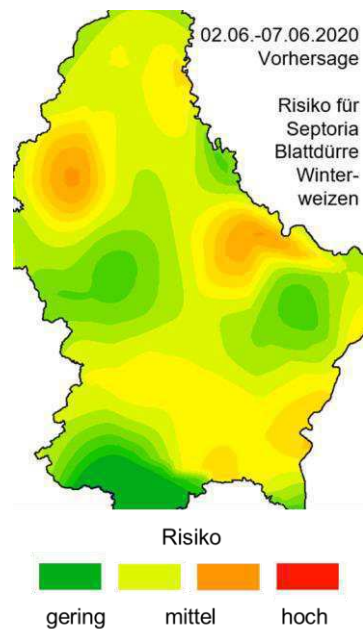 02.06.-07.06.2020
Vorhersage
Risiko für
Septoria
Blattdürre
Winter-
weizen
Risiko
gering mittel hoch